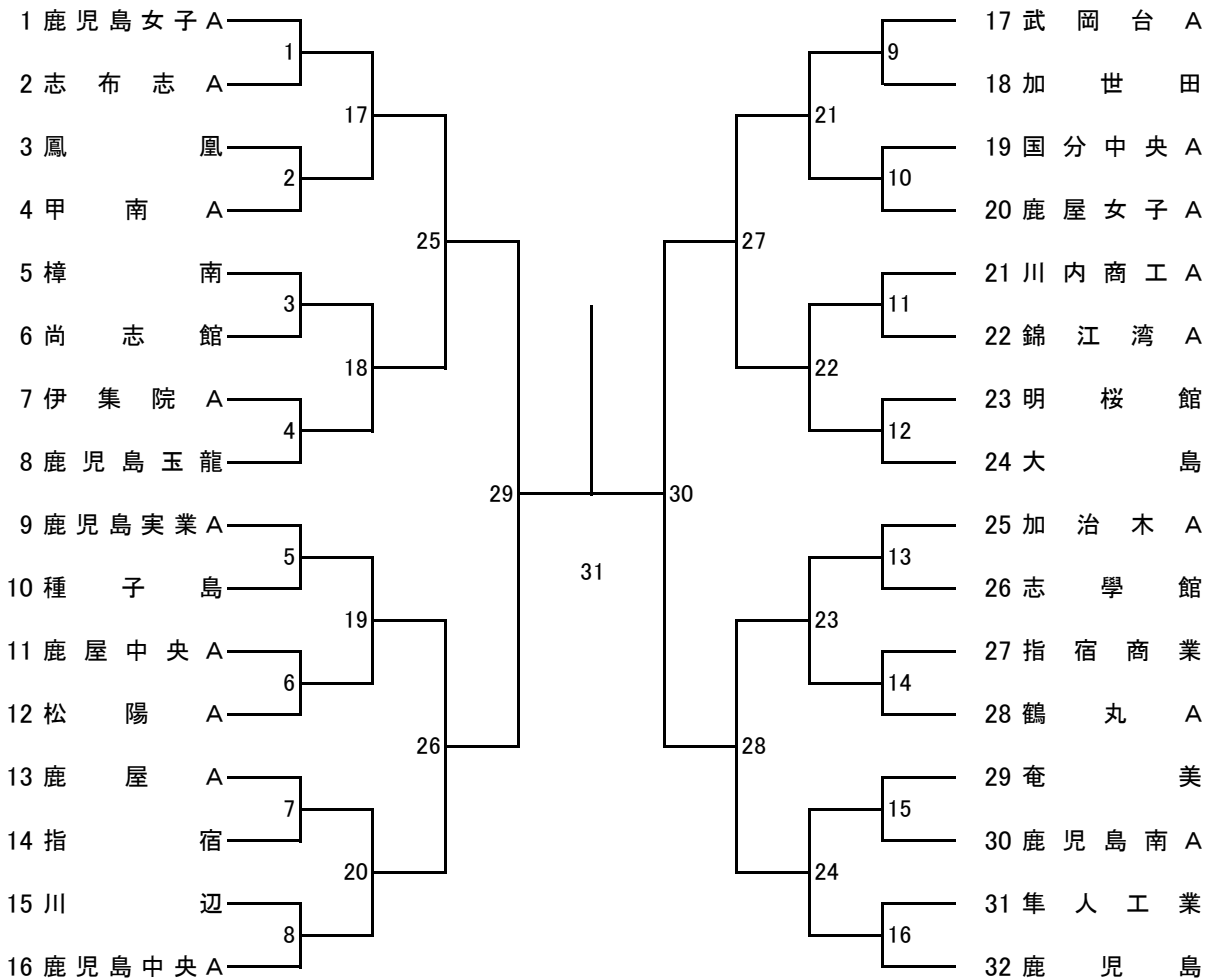 1 鹿児島女子A
2 志布志A
3 鳳凰
4 甲南A
5 樟南
6 尚志館
7 伊集院A
8 鹿児島玉龍
9 鹿児島実業A
10 種子島
11 鹿屋中央A
12 松陽A
13 鹿屋A
14 指宿
15 川辺
16 鹿児島中央A
1
2
3
4
5
6
7
8
17
18
19
20
25
26
29
31
30
27
28
21
22
23
24
9
10
11
12
13
14
15
16
17 武岡台A
18 加世田
19 国分中央A
20 鹿屋女子A
21 川内商工A
22 錦江湾A
23 明桜館
24 大島
25 加治木A
26 志學館
27 指宿商業
28 鶴丸A
29 奄美
30 鹿児島南A
31 隼人工業
32 鹿児島